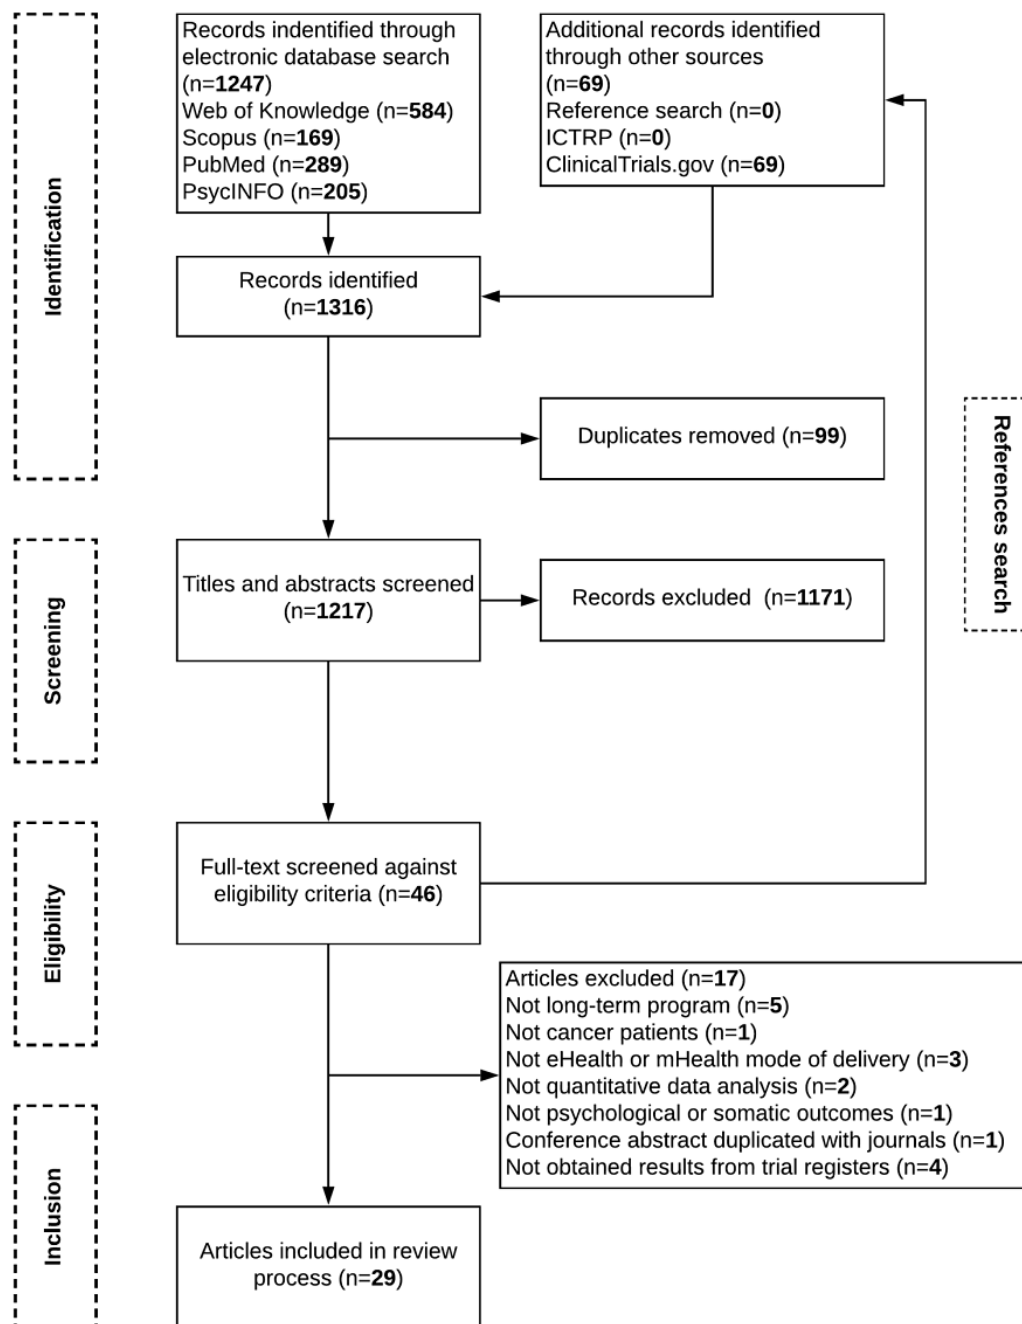 Records indentified through
electronic database search
(n=1247)
Web of Knowledge (n=584)
Scopus (n=169)
PubMed (n=289)
PsycINFO (n=205)
Additional records identified
through other sources
(n=69)
Reference search (n=0)
ICTRP (n=0)
ClinicalTrials.gov (n=69)
Identification
Records identified
(n=1316)
Duplicates removed (n=99)
References search
Screening
Titles and abstracts screened
(n=1217)
Records excluded (n=1171)
Eligibility
Full-text screened against
eligibility criteria (n=46)
Articles excluded (n=17)
Not long-term program (n=5)
Not cancer patients (n=1)
Not eHealth or mHealth mode of delivery (n=3)
Not quantitative data analysis (n=2)
Not psychological or somatic outcomes (n=1)
Conference abstract duplicated with journals (n=1)
Not obtained results from trial registers (n=4)
Inclusion
Articles included in review
process (n=29)